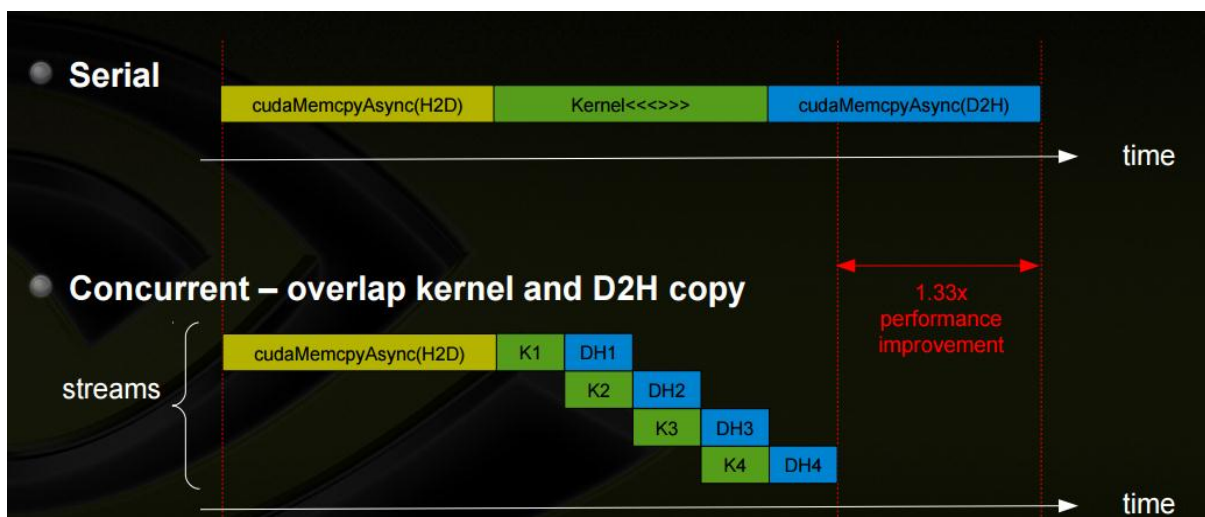 Serial
cudaMemcpyAsync(H2D) Kernel<<<>>> cudaMemcpyAsync(D2H)
time
Concurrent – overlap kernel and D2H copy
1.33x
performance
improvement
streams
cudaMemcpyAsync(H2D) K1 DH1
K2 DH2
K3 DH3
K4 DH4
time